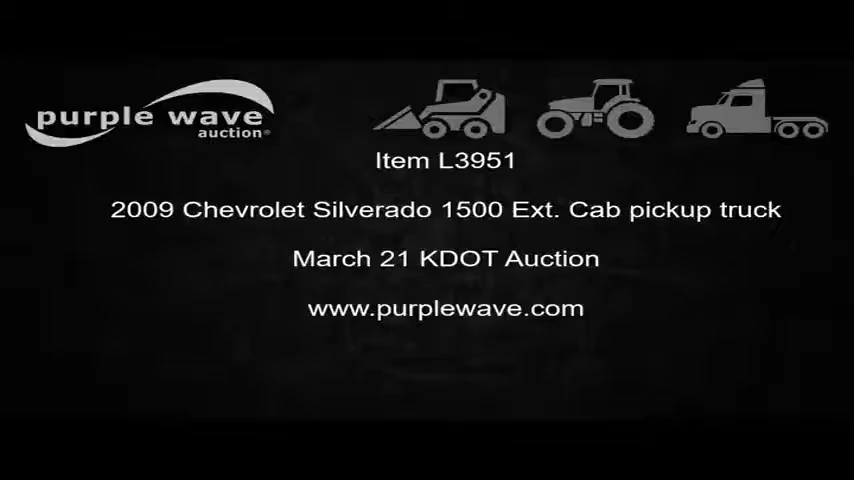 purple wave
auction®
Item L3951
2009 Chevrolet Silverado 1500 Ext. Cab pickup truck
March 21 KDOT Auction
www.purplewave.com